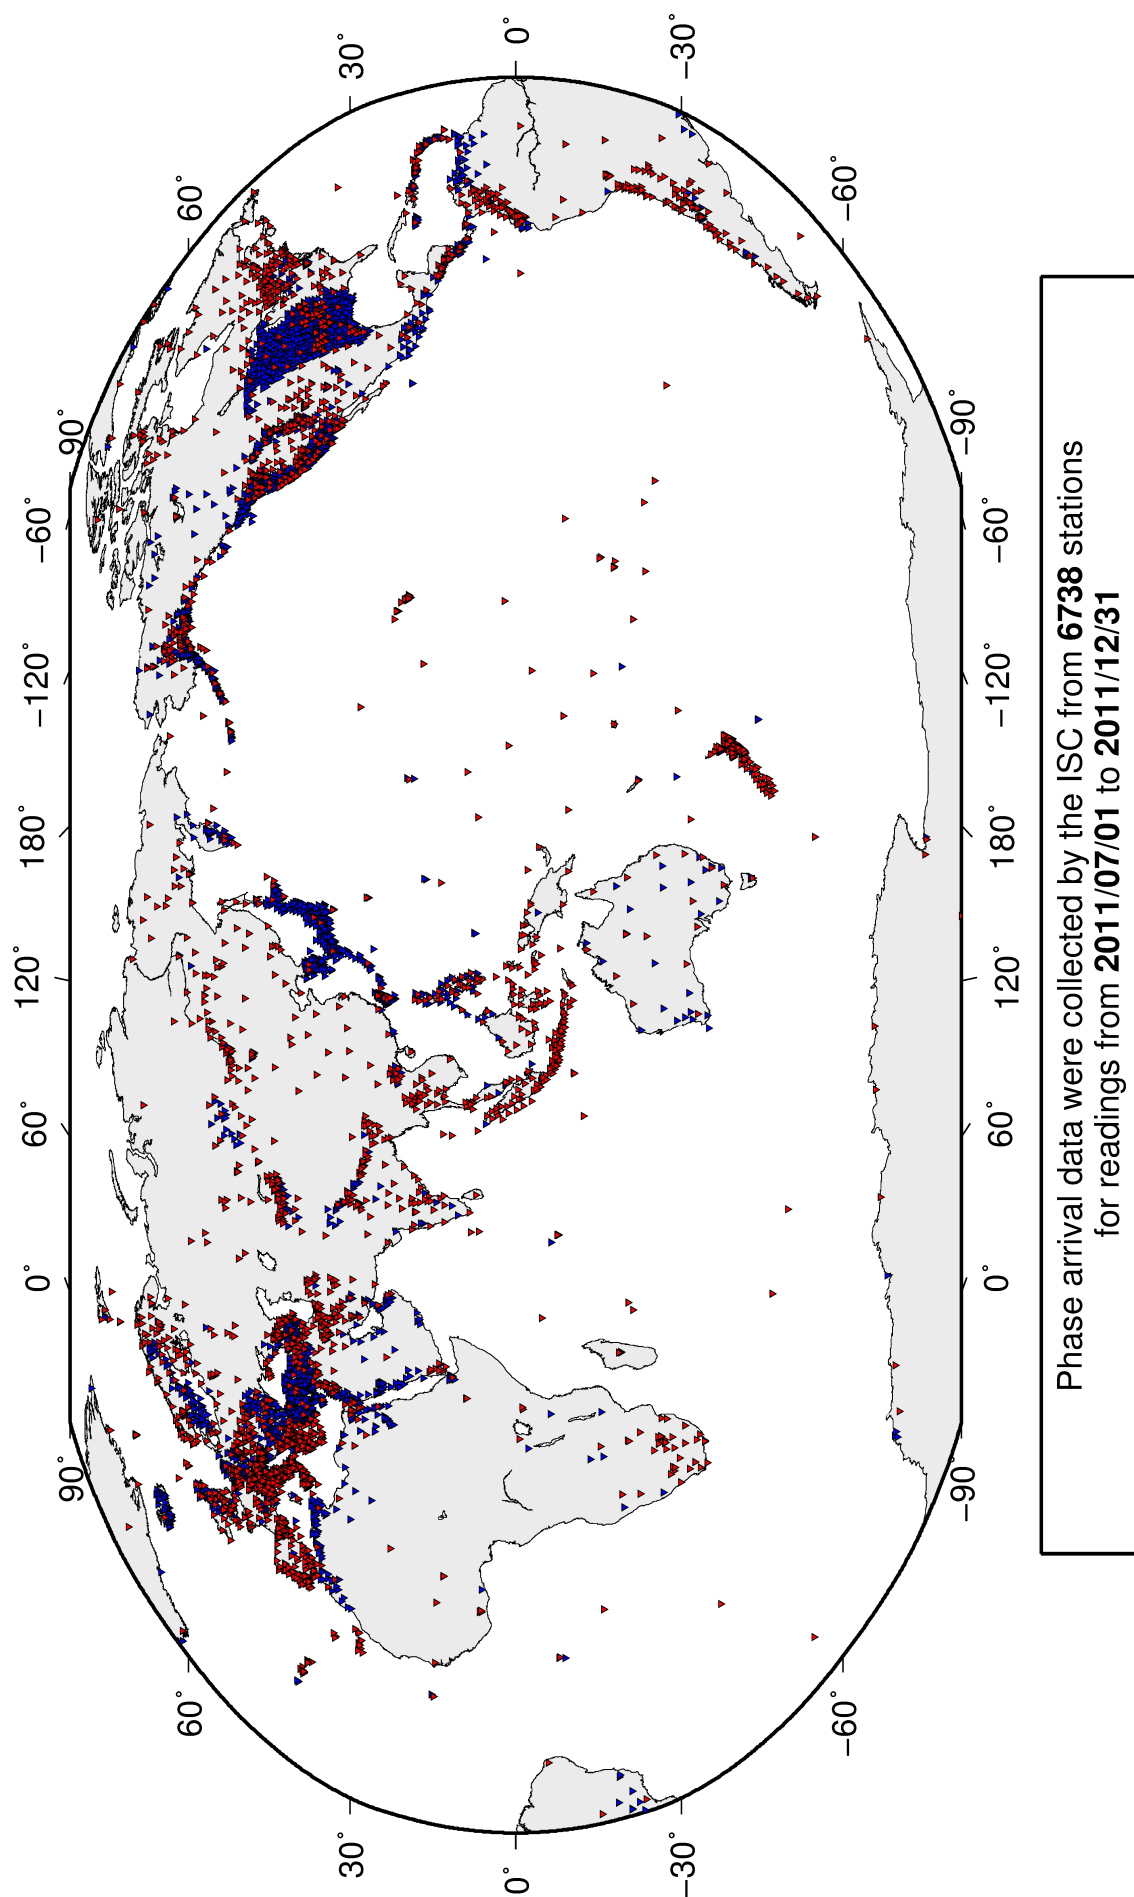 0° 60° 120° 180° −120° −60°
90° 90°
60° 60°
30° 30°
0° 0°
−30° −30°
−60° −60°
−90° −90°
0° 60° 120° 180° −120° −60°
Phase arrival data were collected by the ISC from 6738 stations
for readings from 2011/07/01 to 2011/12/31